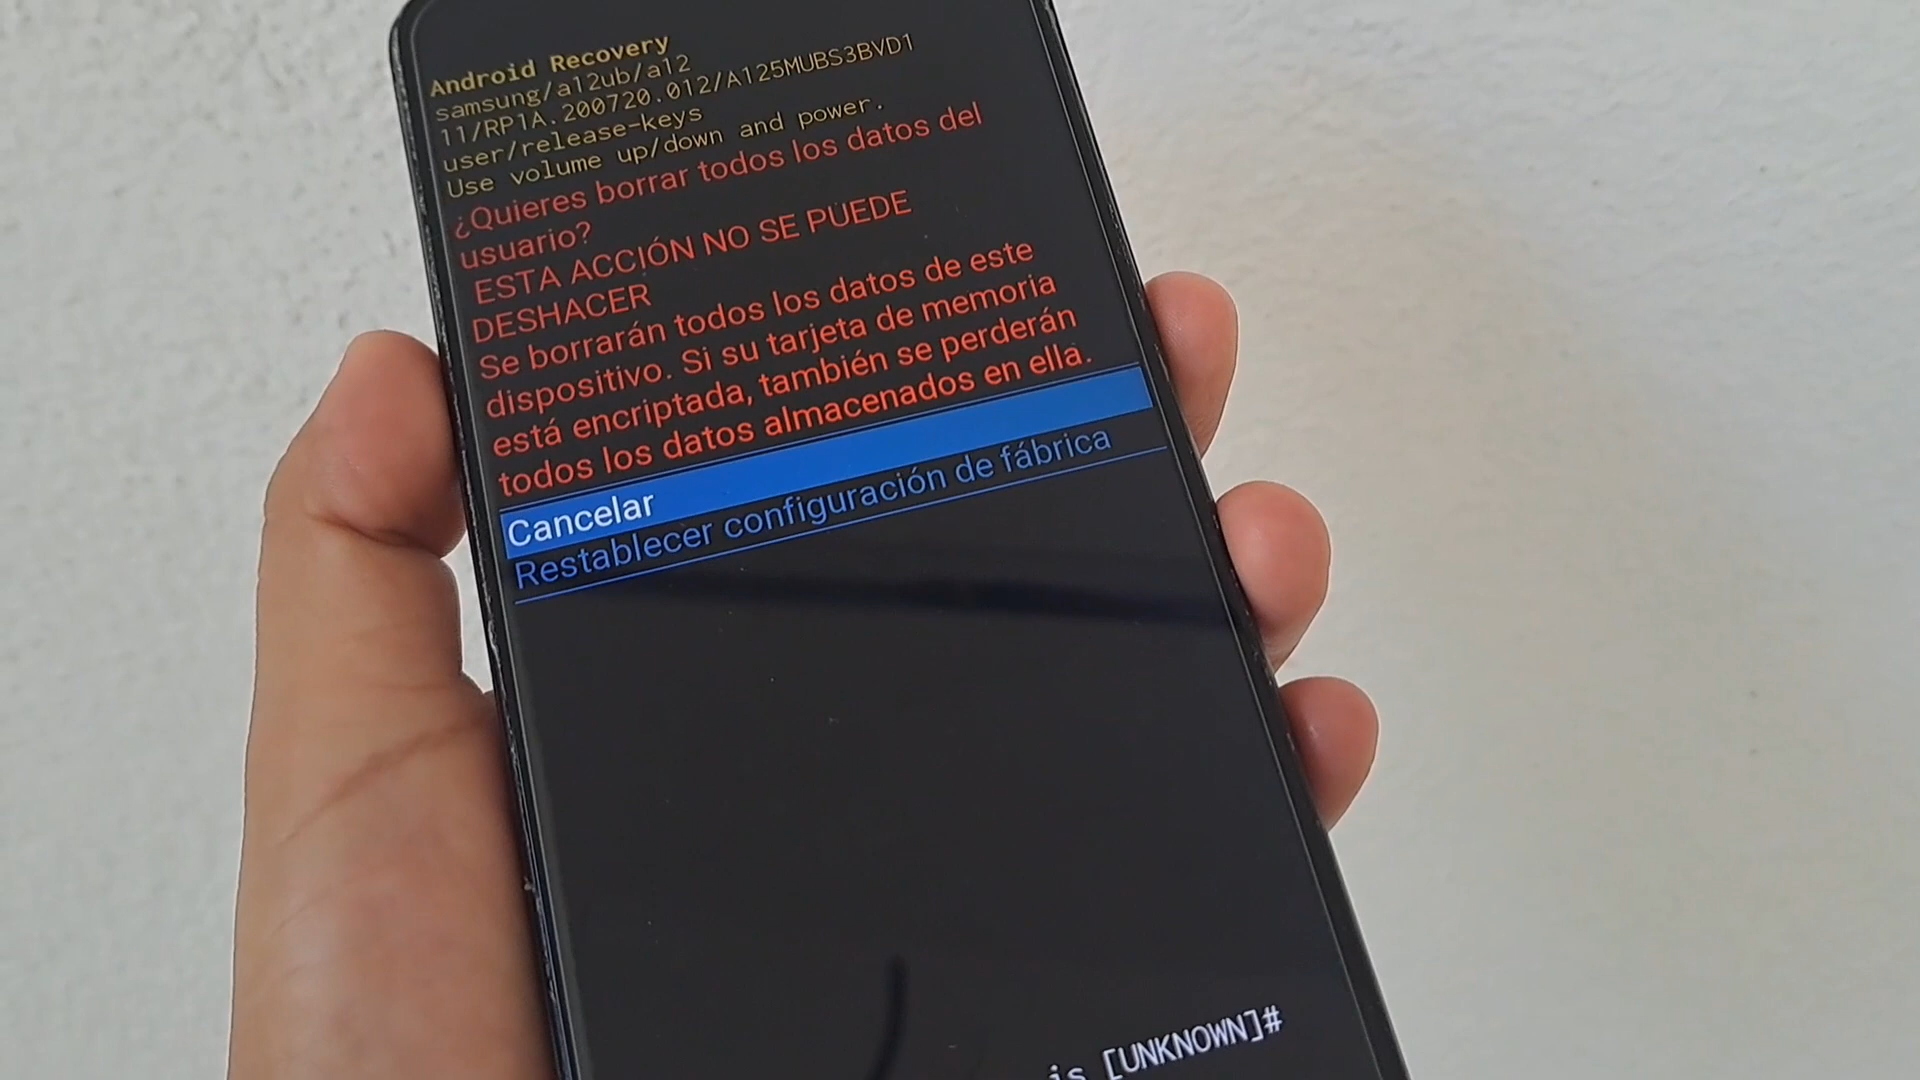 Android Recovery
samsung/a12ub/a12
11/RP1A.200720.012/A125MUBS3BVD1
user/release-keys
Use volume up/down and power.
¿Quieres borrar todos los datos del
usuario?
ESTA ACCIÓN NO SE PUEDE
DESHACER
Se borrarán todos los datos de este
dispositivo. Si su tarjeta de memoria
está encriptada, también se perderán
todos los datos almacenados en ella.
Cancelar
Restablecer configuración de fábrica
is [UNKNOWN]#